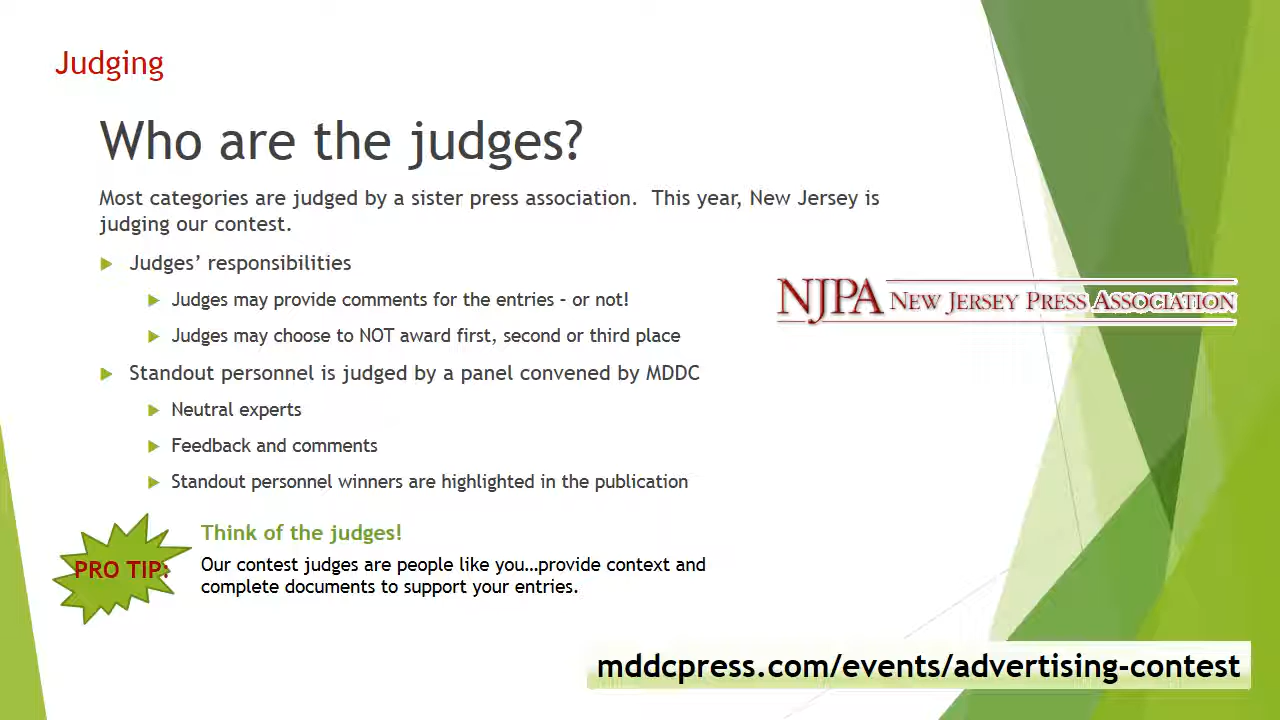 Judging
Who are the judges?
Most categories are judged by a sister press association.  This year, New Jersey is
judging our contest.
Judges’ responsibilities
Judges may provide comments for the entries – or not!
Judges may choose to NOT award first, second or third place
NJPA NEW JERSEY PRESS ASSOCIATION
Standout personnel is judged by a panel convened by MDDC
Neutral experts
Feedback and comments
Standout personnel winners are highlighted in the publication
PRO TIP:
Think of the judges!
Our contest judges are people like you…provide context and
complete documents to support your entries.
mddcpress.com/events/advertising-contest